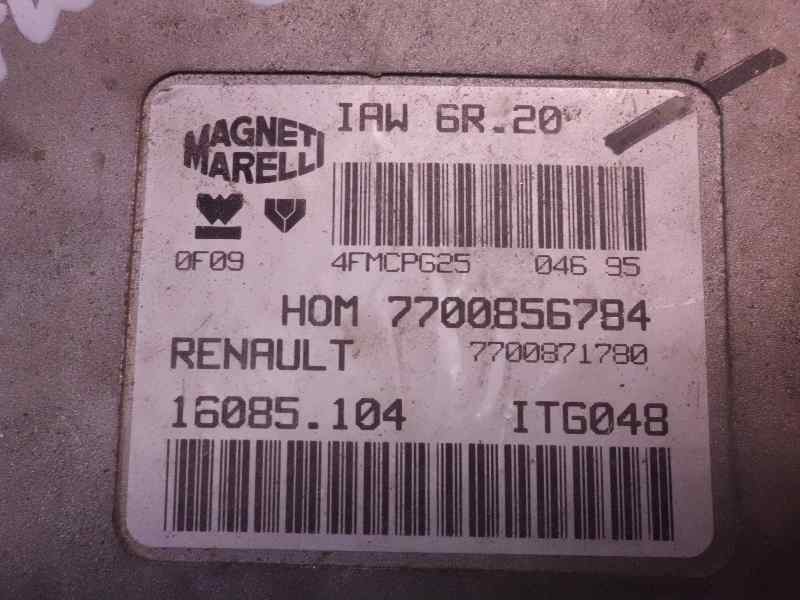 MAGNETI MARELLI
IAW 6R.20
0F09
4FMCPG25 046 95
HOM 7700856784
RENAULT 7700871780
16085.104 ITG048